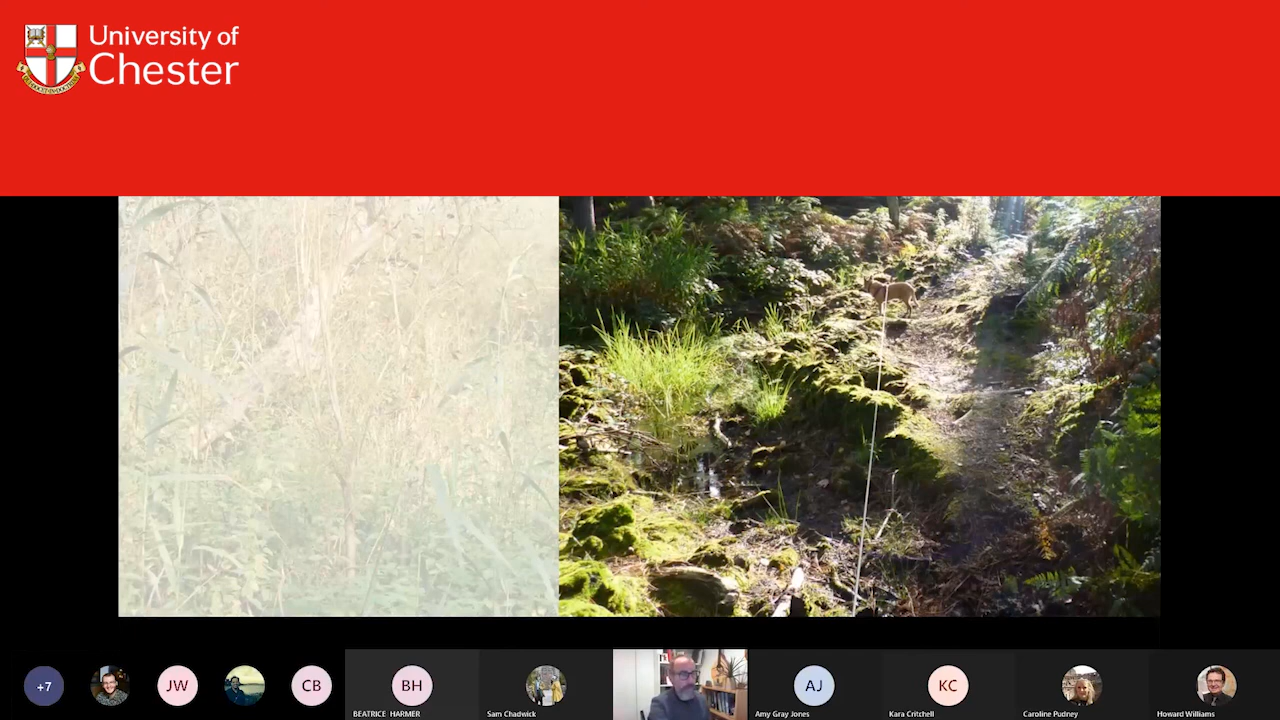 University of
Chester
+7
JW
CB
BH
BEATRICE HARMER
Sam Chadwick
AJ
Amy Gray Jones
KC
Kara Critchell
Caroline Pudney
Howard Williams